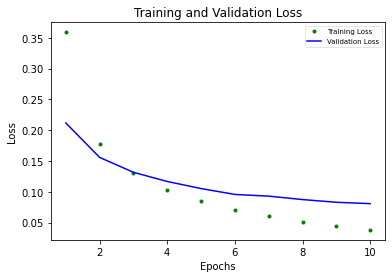 Training and Validation Loss
Training Loss
Validation Loss
0.35
0.30
0.25
0.20
0.15
0.10
0.05
Loss
2
4
6
8
10
Epochs